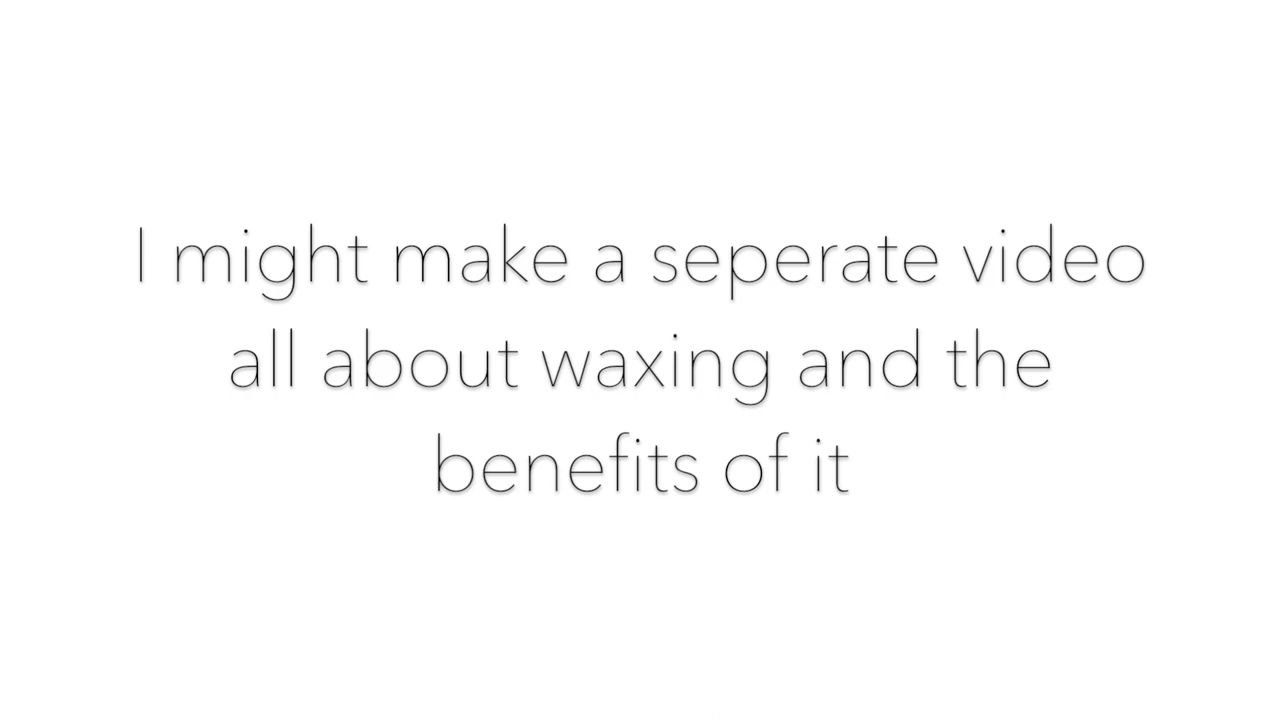 I might make a seperate video
all about waxing and the
benefits of it